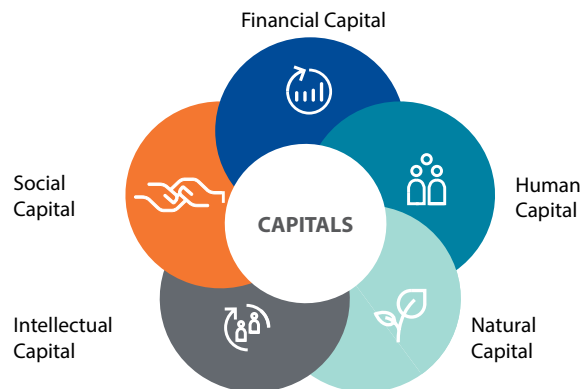 Financial Capital
Social
Capital
Human
Capital
CAPITALS
Intellectual
Capital
Natural
Capital